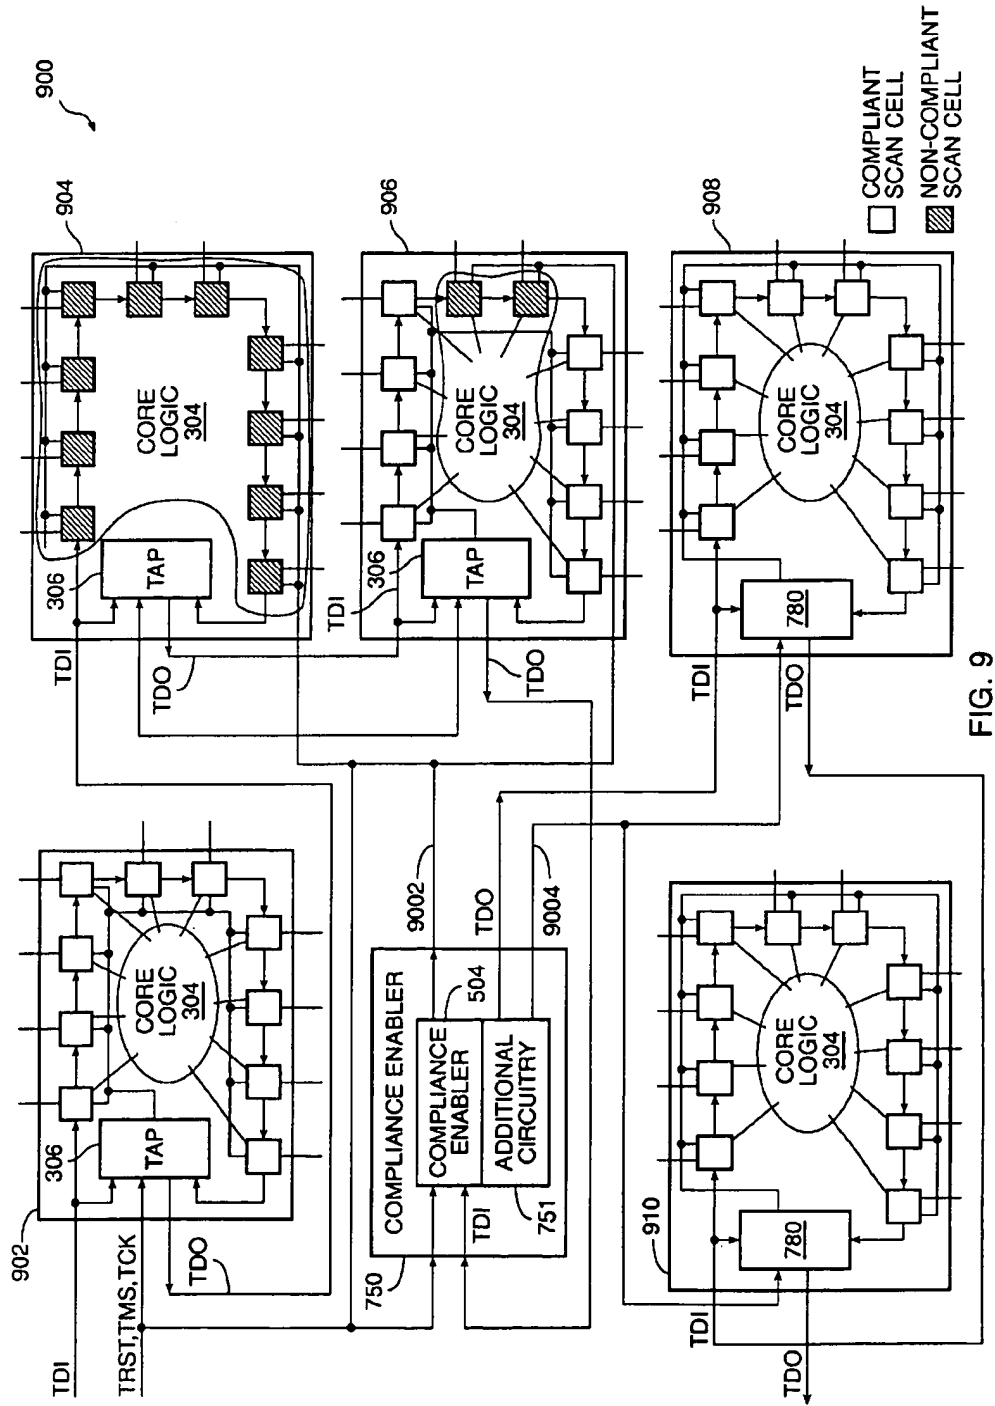 900
904
CORE
LOGIC
304
306
TAP
TDI
TDO
906
CORE
LOGIC
304
306
TAP
TDI
TDO
908
CORE
LOGIC
304
780
TDI
TDO
COMPLIANT
SCAN CELL
NON-COMPLIANT
SCAN CELL
902
CORE
LOGIC
304
306
TAP
TDI
TRST,TMS,TCK
TDO
750
COMPLIANCE ENABLER
COMPLIANCE
ENABLER
504
ADDITIONAL
CIRCUITRY
751
TDI
9002
TDO
9004
910
CORE
LOGIC
304
780
TDI
TDO
FIG. 9